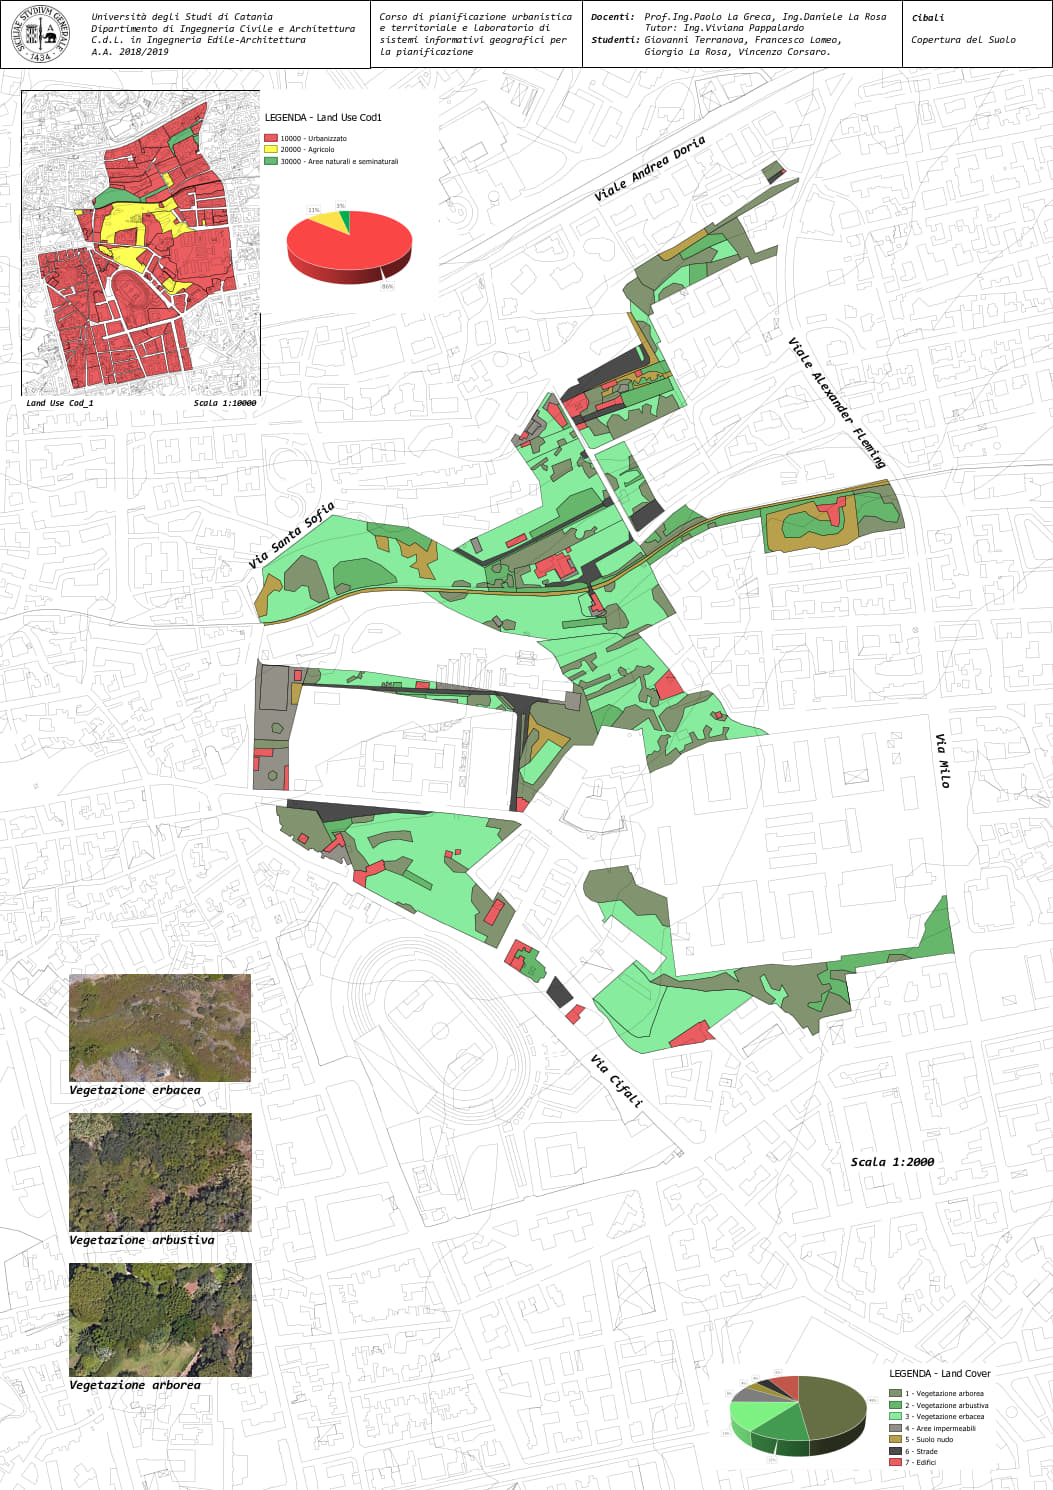 SICILIAE STUDIVM GENERALE
1434
Università degli Studi di Catania
Dipartimento di Ingegneria Civile e Architettura
C.d.L. in Ingegneria Edile-Architettura
A.A. 2018/2019
Corso di pianificazione urbanistica
e territoriale e laboratorio di
sistemi informativi geografici per
la pianificazione
Docenti: Prof.Ing.Paolo La Greca, Ing.Daniele La Rosa
Tutor: Ing.Viviana Pappalardo
Studenti: Giovanni Terranova, Francesco Lomeo,
Giorgio La Rosa, Vincenzo Corsaro.
Cibali
Copertura del Suolo
LEGENDA - Land Use Cod1
10000 - Urbanizzato
20000 - Agricolo
30000 - Aree naturali e seminaturali
11%
3%
86%
Land Use Cod_1
Scala 1:10000
Viale Andrea Doria
Viale Alexander Fleming
Via Santa Sofia
Via Milo
Via Cifali
Vegetazione erbacea
Vegetazione arbustiva
Vegetazione arborea
Scala 1:2000
LEGENDA - Land Cover
1 - Vegetazione arborea
2 - Vegetazione arbustiva
3 - Vegetazione erbacea
4 - Aree impermeabili
5 - Suolo nudo
6 - Strade
7 - Edifici